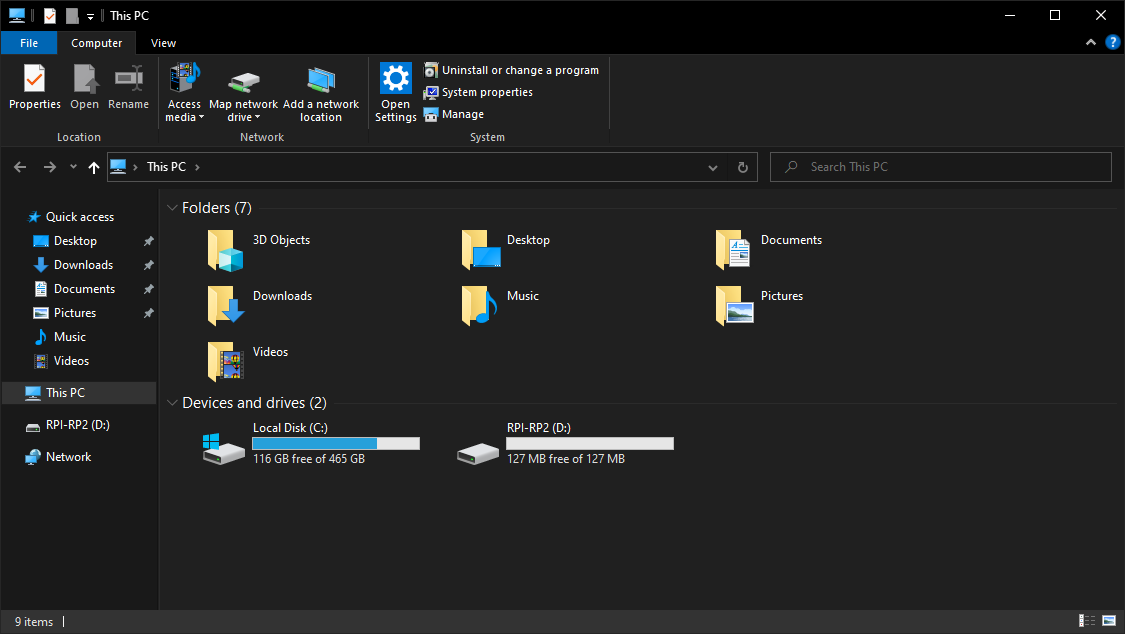 This PC
File Computer View
Properties Open Rename
Access media
Map network drive
Add a network location
Open Settings
Uninstall or change a program
System properties
Manage
Location Network System
This PC
Search This PC
Quick access
Desktop
Downloads
Documents
Pictures
Music
Videos
This PC
RPI-RP2 (D:)
Network
Folders (7)
3D Objects
Desktop
Documents
Downloads
Music
Pictures
Videos
Devices and drives (2)
Local Disk (C:)
116 GB free of 465 GB
RPI-RP2 (D:)
127 MB free of 127 MB
9 items